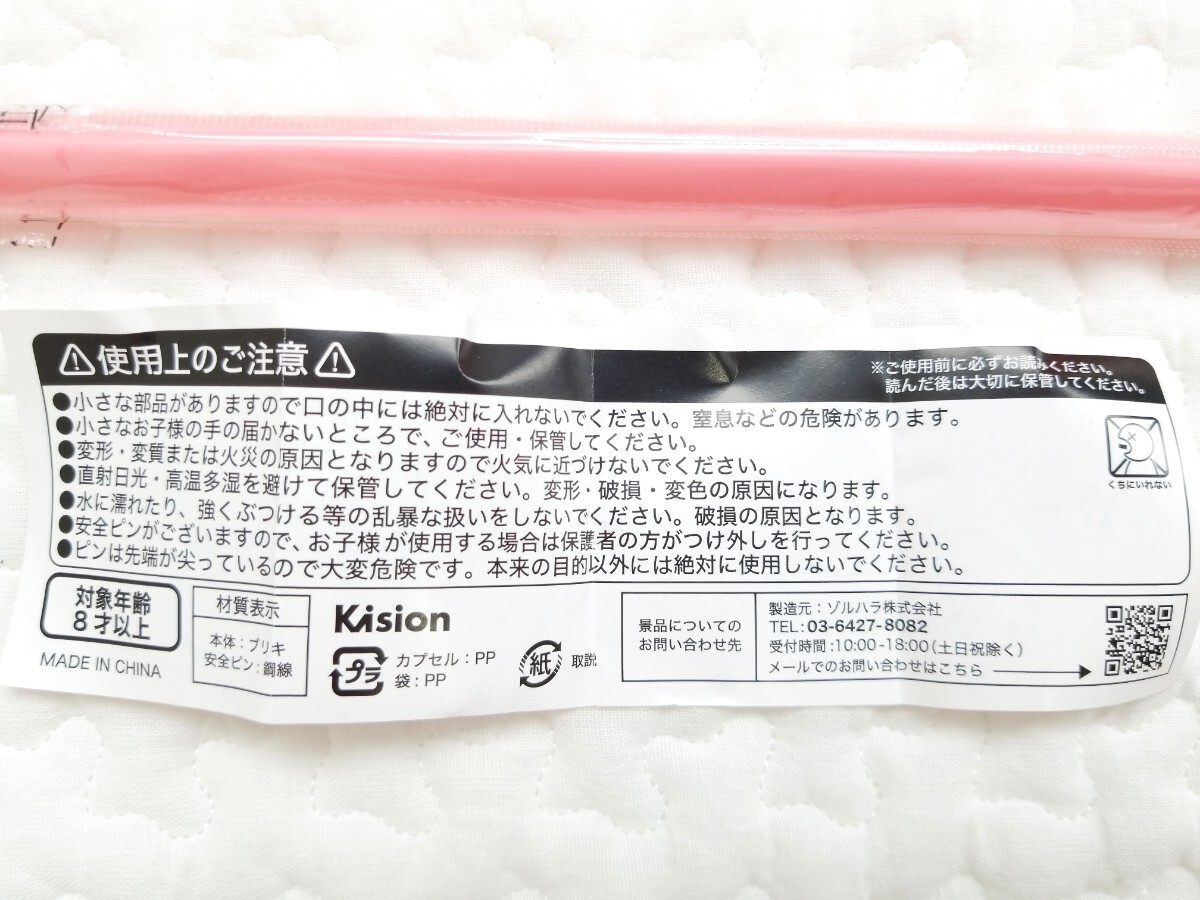 ⚠使用上のご注意⚠
※ご使用前に必ずお読みください。
読んだ後は大切に保管してください。
●小さな部品がありますので口の中には絶対に入れないでください。窒息などの危険があります。
●小さなお子様の手の届かないところで、ご使用・保管してください。
●変形・変質または火災の原因となりますので火気に近づけないでください。
●直射日光・高温多湿を避けて保管してください。変形・破損・変色の原因になります。
●水に濡れたり、強くぶつける等の乱暴な扱いをしないでください。破損の原因となります。
●安全ピンがございますので、お子様が使用する場合は保護者の方がつけ外しを行ってください。
●ピンは先端が尖っているので大変危険です。本来の目的以外には絶対に使用しないでください。
くちにいれない
対象年齢
8才以上
MADE IN CHINA
材質表示
本体：ブリキ
安全ピン：鋼線
Kision
プラ
カプセル：PP
袋：PP
紙
取説
景品についての
お問い合わせ先
製造元：ゾルハラ株式会社
TEL：03-6427-8082
受付時間：10:00-18:00(土日祝除く)
メールでのお問い合わせはこちら